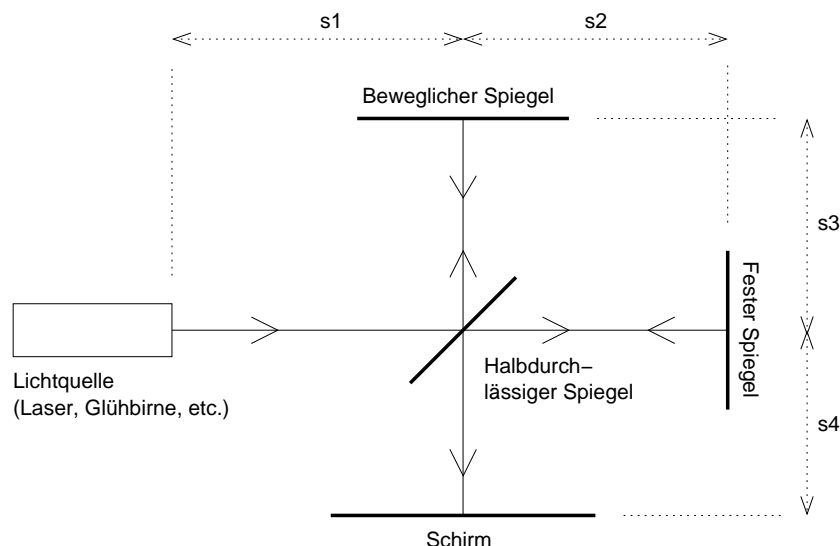 s1
s2
Beweglicher Spiegel
s3
Fester Spiegel
Halbdurch−
lässiger Spiegel
Lichtquelle
(Laser, Glühbirne, etc.)
s4
Schirm